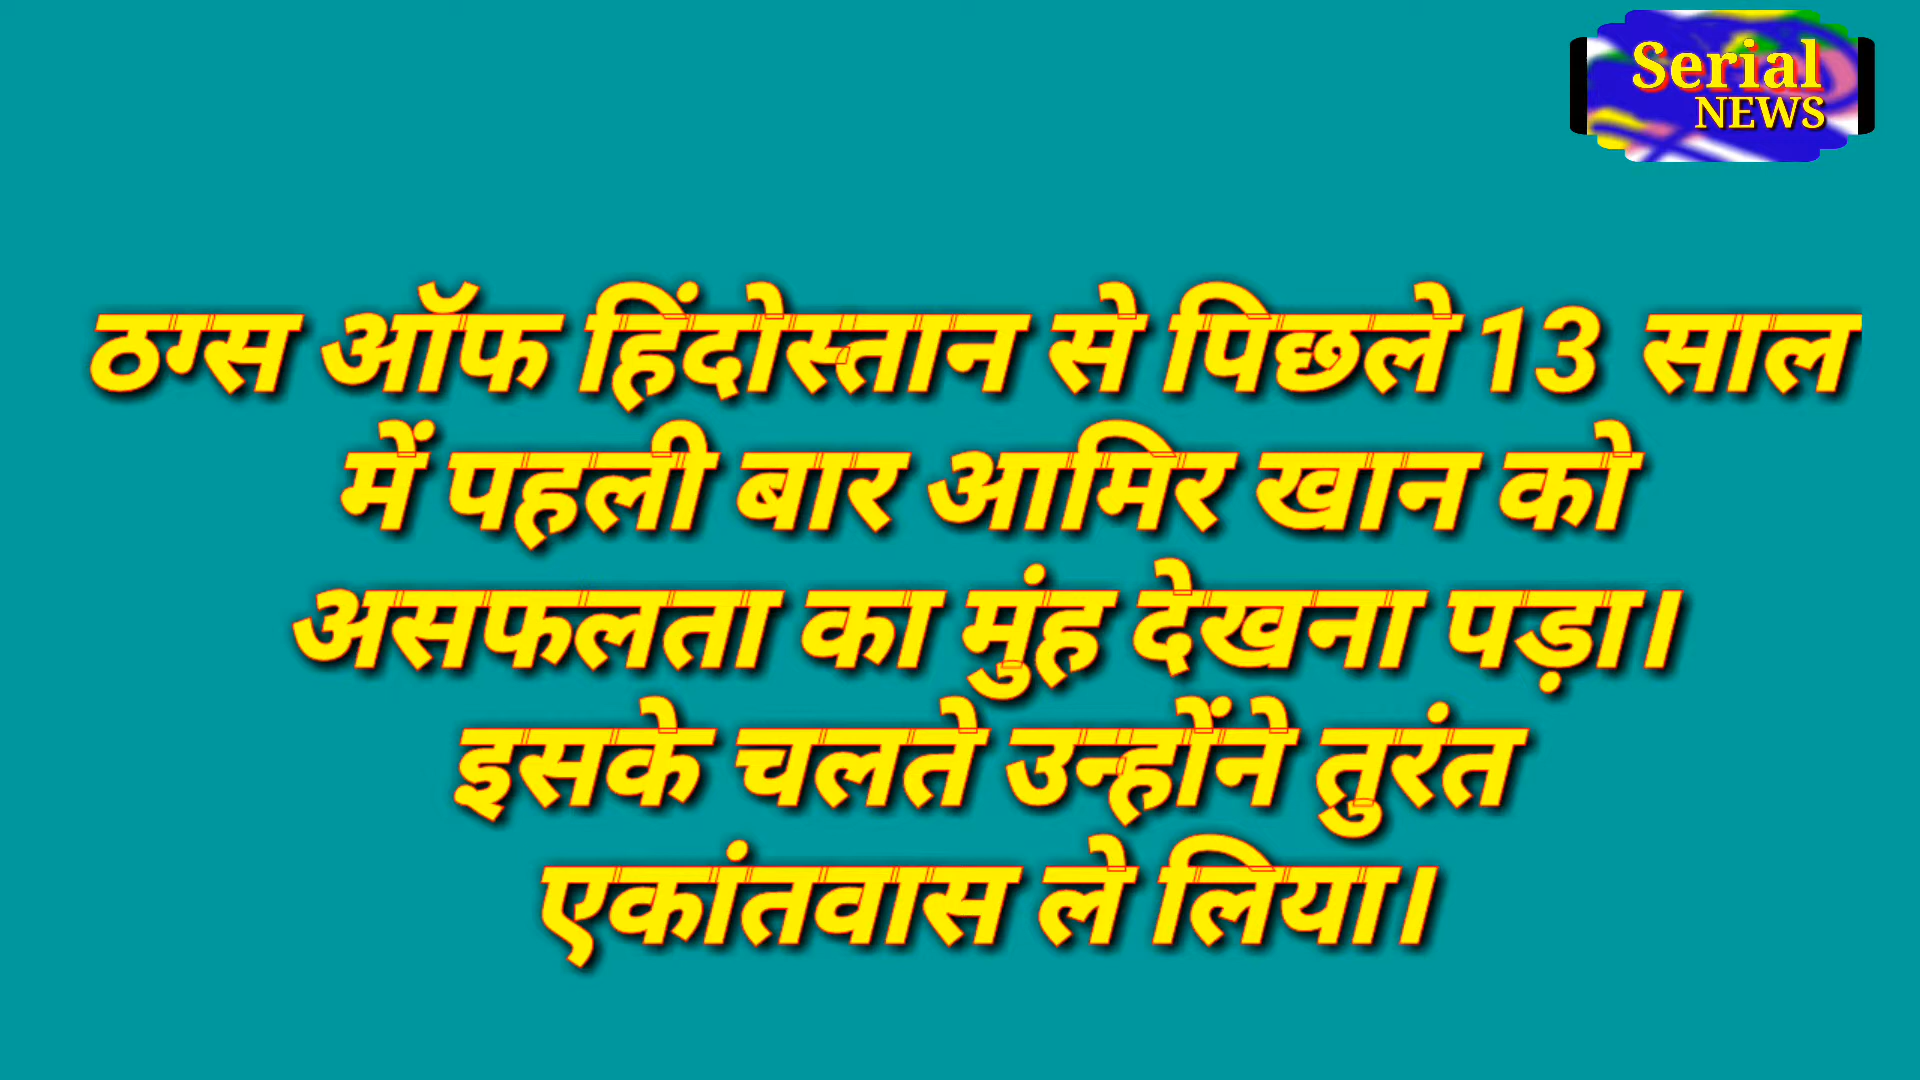 Serial
NEWS
ठग्स ऑफ हिंदोस्तान से पिछले 13 साल
में पहली बार आमिर खान को
असफलता का मुंह देखना पड़ा।
इसके चलते उन्होंने तुरंत
एकांतवास ले लिया।